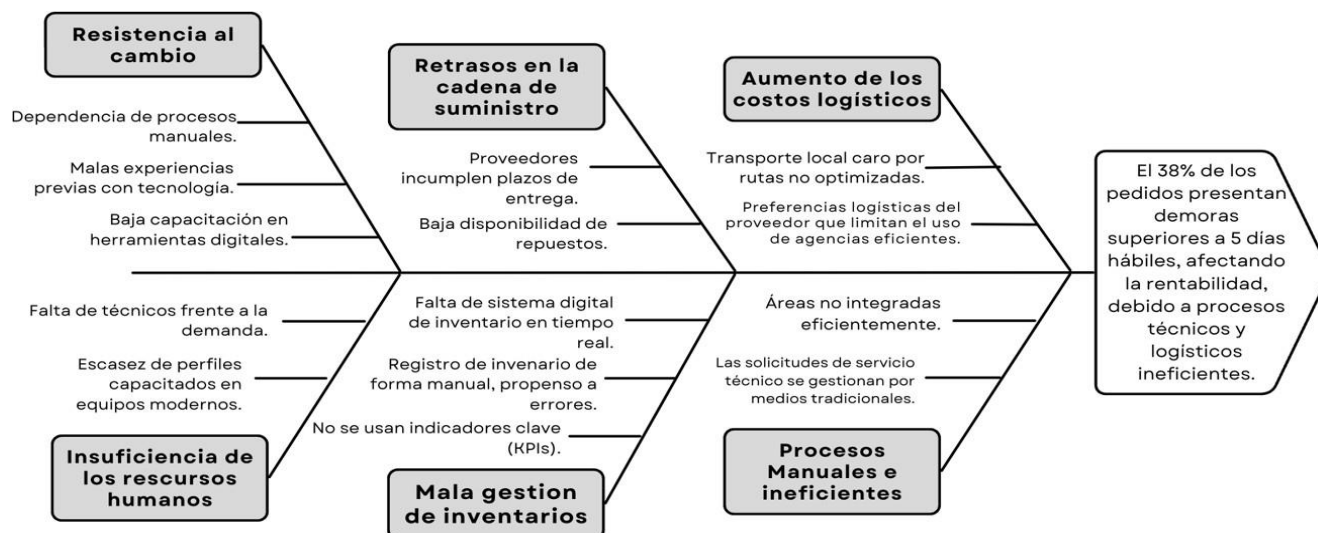 Resistencia al
cambio
Dependencia de procesos
manuales.
Malas experiencias
previas con tecnología.
Baja capacitación en
herramientas digitales.
Retrasos en la
cadena de
suministro
Proveedores
incumplen plazos de
entrega.
Baja disponibilidad de
repuestos.
Aumento de los
costos logísticos
Transporte local caro por
rutas no optimizadas.
Preferencias logísticas del
proveedor que limitan el uso
de agencias eficientes.
El 38% de los
pedidos presentan
demoras
superiores a 5 días
hábiles, afectando
la rentabilidad,
debido a procesos
técnicos y
logísticos
ineficientes.
Falta de técnicos frente a la
demanda.
Escasez de perfiles
capacitados en
equipos modernos.
Insuficiencia de
los rescursos
humanos
Falta de sistema digital
de inventario en tiempo
real.
Registro de invenario de
forma manual, propenso a
errores.
No se usan indicadores clave
(KPIs).
Mala gestion
de inventarios
Áreas no integradas
eficientemente.
Las solicitudes de servicio
técnico se gestionan por
medios tradicionales.
Procesos
Manuales e
ineficientes